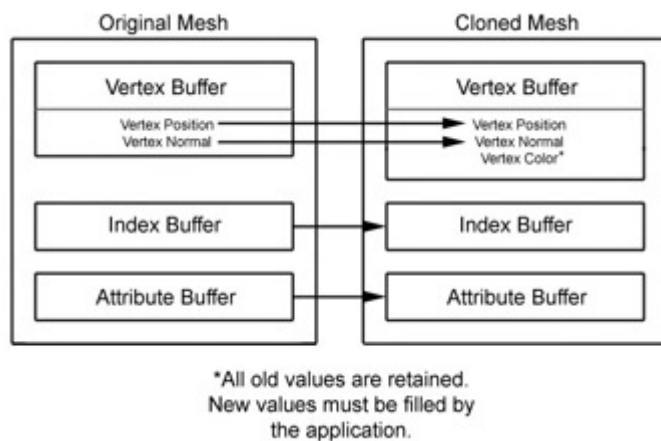 Original Mesh
Cloned Mesh
Vertex Buffer
Vertex Position
Vertex Normal
Vertex Buffer
Vertex Position
Vertex Normal
Vertex Color*
Index Buffer
Index Buffer
Attribute Buffer
Attribute Buffer
*All old values are retained.
New values must be filled by
the application.